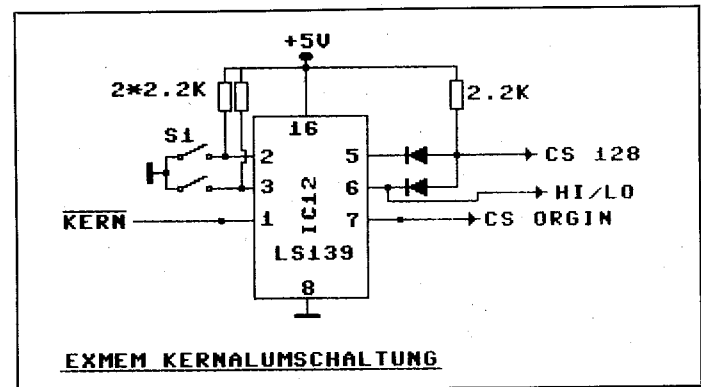 +5V
2*2.2K
2.2K
16
S1
2
5
CS 128
3
6
HI/LO
IC12
KERN
1
7
CS ORGIN
LS139
8
EXMEM KERNALUMSCHALTUNG